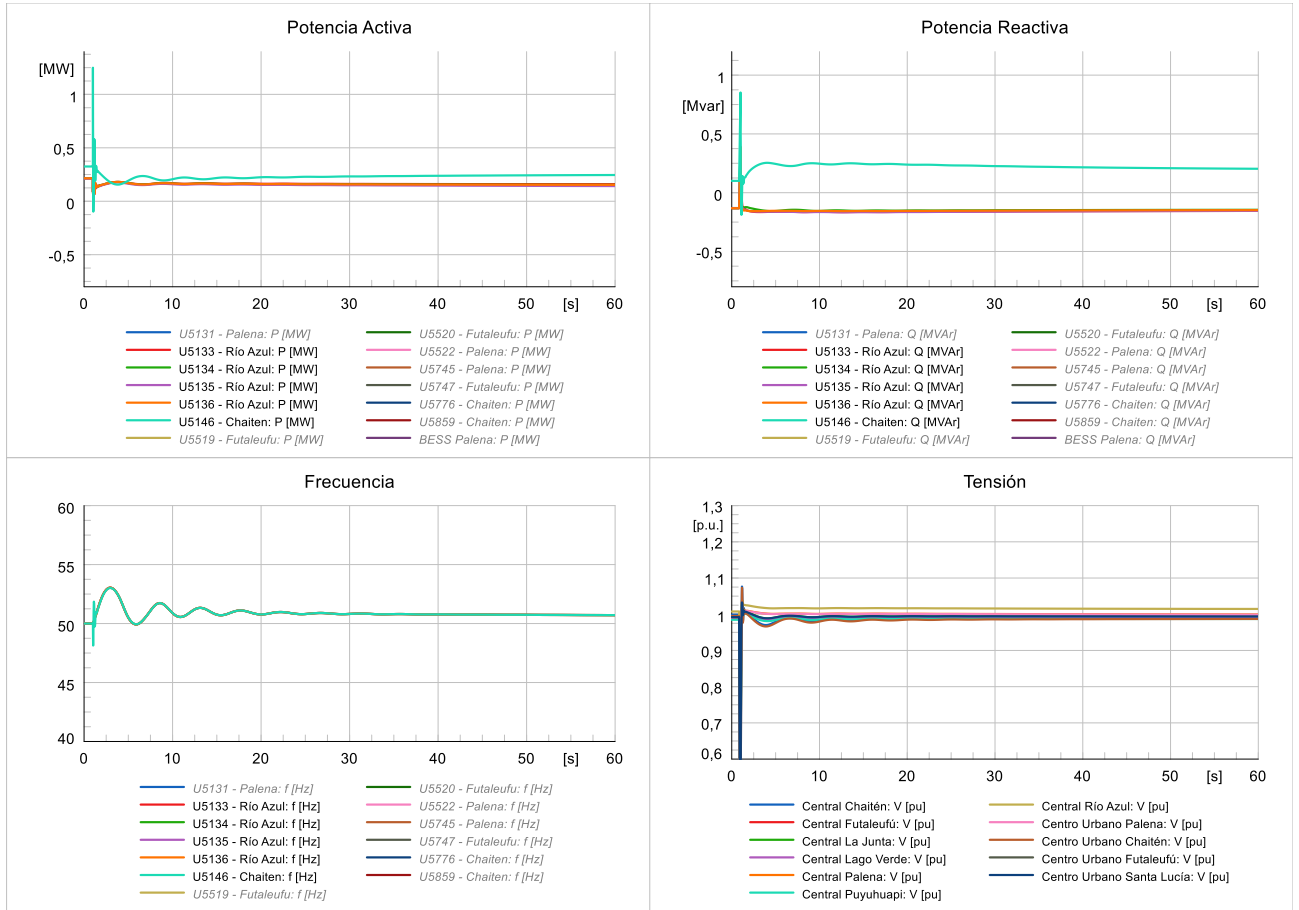 Potencia Activa
[MW]
1
0,5
0
-0,5
0 10 20 30 40 [s] 60
U5131 - Palena: P [MW]
U5133 - Río Azul: P [MW]
U5134 - Río Azul: P [MW]
U5135 - Río Azul: P [MW]
U5136 - Río Azul: P [MW]
U5146 - Chaiten: P [MW]
U5519 - Futaleufu: P [MW]
U5520 - Futaleufu: P [MW]
U5522 - Palena: P [MW]
U5745 - Palena: P [MW]
U5747 - Futaleufu: P [MW]
U5776 - Chaiten: P [MW]
U5859 - Chaiten: P [MW]
BESS Palena: P [MW]
Potencia Reactiva
1
[Mvar]
0,5
0
-0,5
0 10 20 30 40 [s] 60
U5131 - Palena: Q [MVAr]
U5133 - Río Azul: Q [MVAr]
U5134 - Río Azul: Q [MVAr]
U5135 - Río Azul: Q [MVAr]
U5136 - Río Azul: Q [MVAr]
U5146 - Chaiten: Q [MVAr]
U5519 - Futaleufu: Q [MVAr]
U5520 - Futaleufu: Q [MVAr]
U5522 - Palena: Q [MVAr]
U5745 - Palena: Q [MVAr]
U5747 - Futaleufu: Q [MVAr]
U5776 - Chaiten: Q [MVAr]
U5859 - Chaiten: Q [MVAr]
BESS Palena: Q [MVAr]
Frecuencia
60
55
50
45
40
0 10 20 30 40 [s] 60
U5131 - Palena: f [Hz]
U5133 - Río Azul: f [Hz]
U5134 - Río Azul: f [Hz]
U5135 - Río Azul: f [Hz]
U5136 - Río Azul: f [Hz]
U5146 - Chaiten: f [Hz]
U5519 - Futaleufu: f [Hz]
U5520 - Futaleufu: f [Hz]
U5522 - Palena: f [Hz]
U5745 - Palena: f [Hz]
U5747 - Futaleufu: f [Hz]
U5776 - Chaiten: f [Hz]
U5859 - Chaiten: f [Hz]
Tensión
1,3
[p.u.]
1,2
1,1
1
0,9
0,8
0,7
0,6
0 10 20 30 40 [s] 60
Central Chaitén: V [pu]
Central Futaleufú: V [pu]
Central La Junta: V [pu]
Central Lago Verde: V [pu]
Central Palena: V [pu]
Central Puyuhuapi: V [pu]
Central Río Azul: V [pu]
Centro Urbano Palena: V [pu]
Centro Urbano Chaitén: V [pu]
Centro Urbano Futaleufú: V [pu]
Centro Urbano Santa Lucía: V [pu]